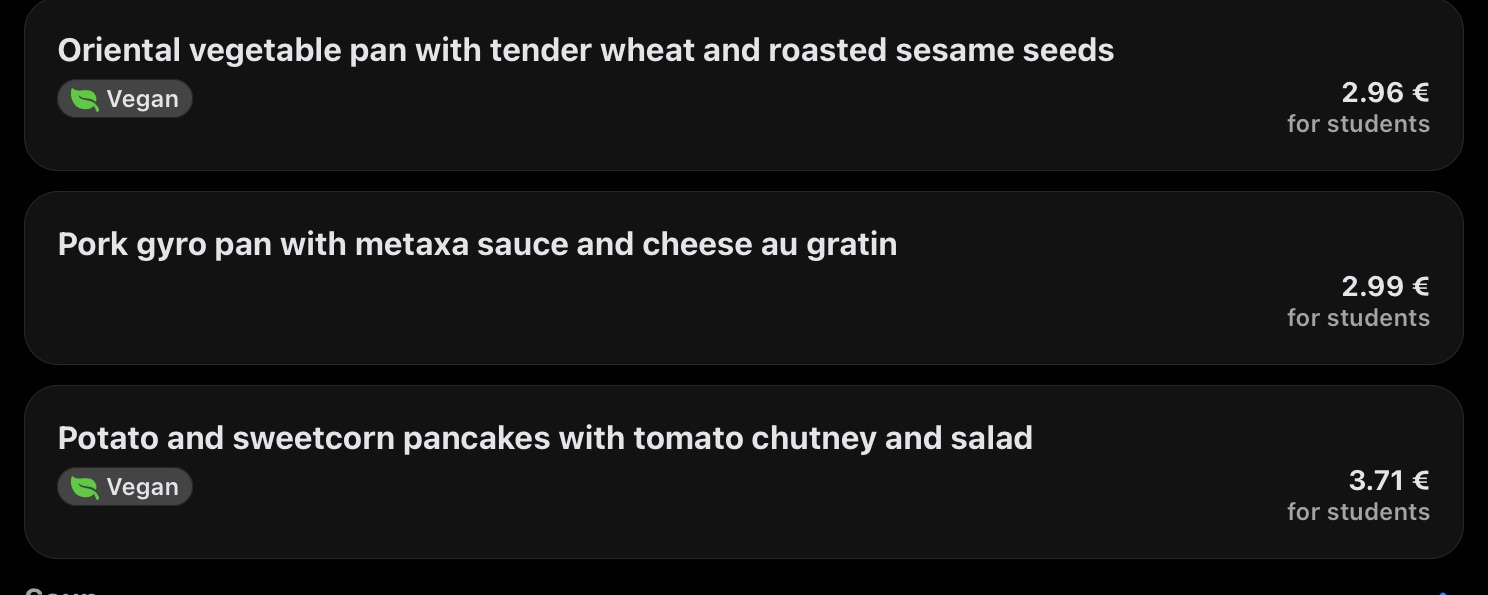 Oriental vegetable pan with tender wheat and roasted sesame seeds
Vegan
2.96 €
for students
Pork gyro pan with metaxa sauce and cheese au gratin
2.99 €
for students
Potato and sweetcorn pancakes with tomato chutney and salad
Vegan
3.71 €
for students